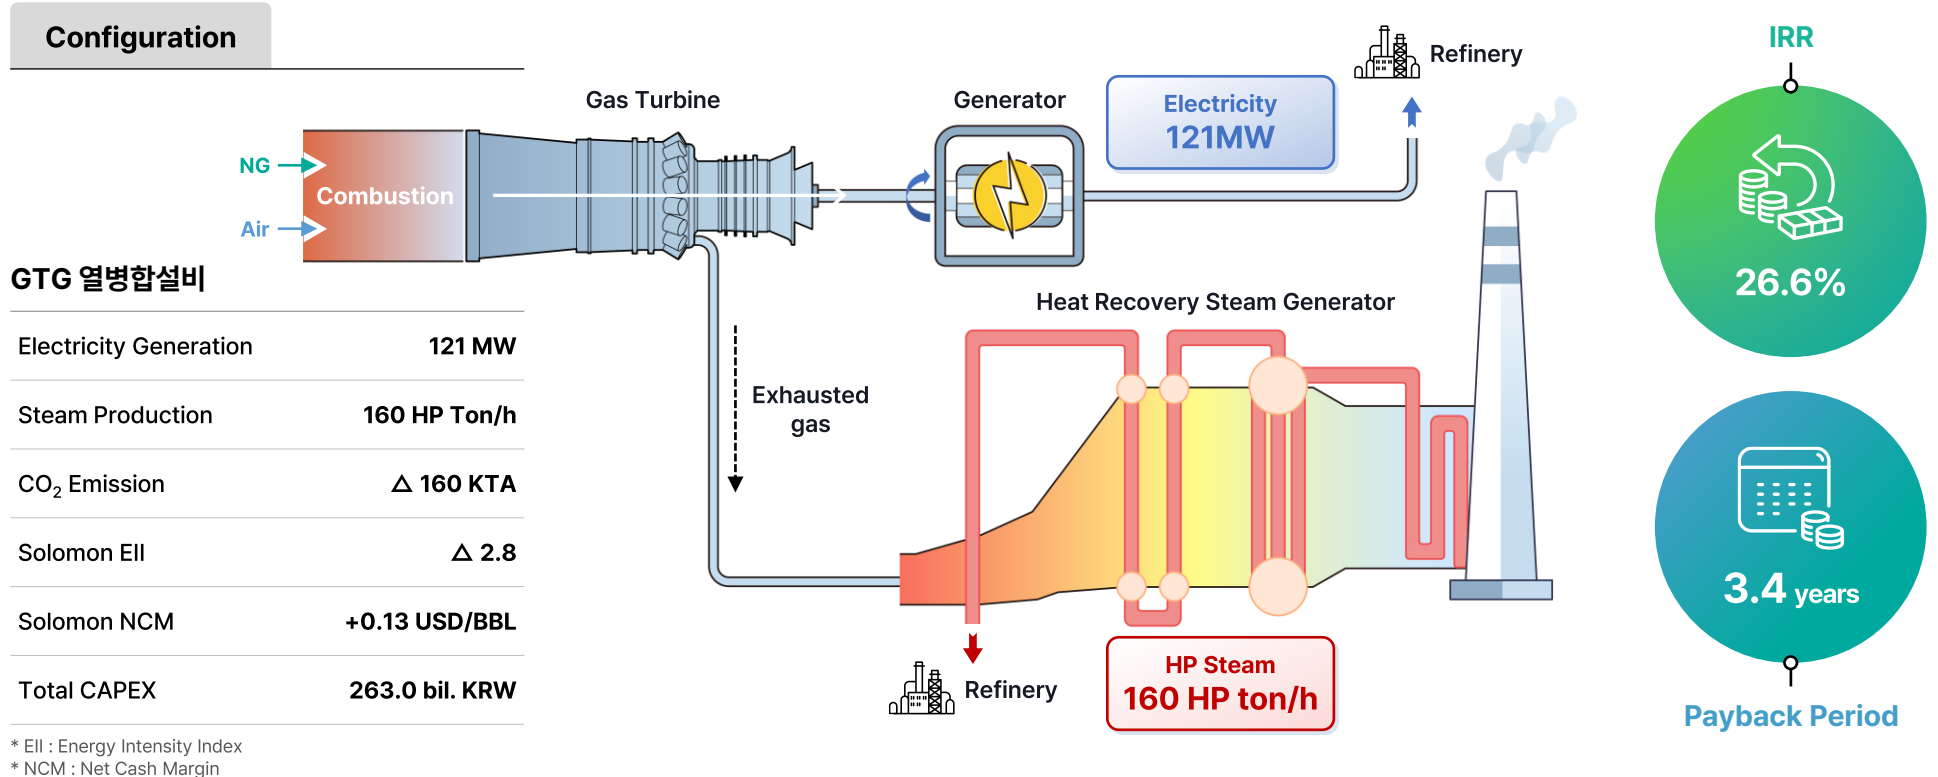 Configuration
Gas Turbine
Generator
Electricity
121MW
Refinery
NG
Combustion
Air
GTG 열병합설비
Electricity Generation 121 MW
Steam Production 160 HP Ton/h
CO₂ Emission △ 160 KTA
Solomon EII △ 2.8
Solomon NCM +0.13 USD/BBL
Total CAPEX 263.0 bil. KRW
* EII : Energy Intensity Index
* NCM : Net Cash Margin
Exhausted
gas
Heat Recovery Steam Generator
Refinery
HP Steam
160 HP ton/h
IRR
26.6%
3.4 years
Payback Period